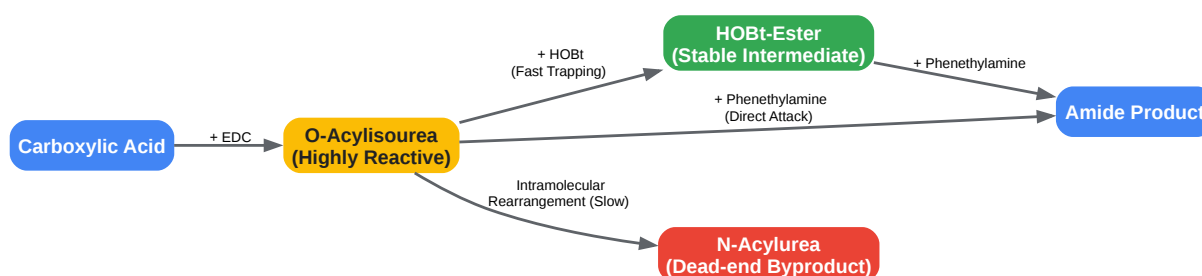 Carboxylic Acid
+ EDC
O-Acylisourea
(Highly Reactive)
+ HOBt
(Fast Trapping)
HOBt-Ester
(Stable Intermediate)
+ Phenethylamine
+ Phenethylamine
(Direct Attack)
Amide Product
Intramolecular
Rearrangement (Slow)
N-Acylurea
(Dead-end Byproduct)